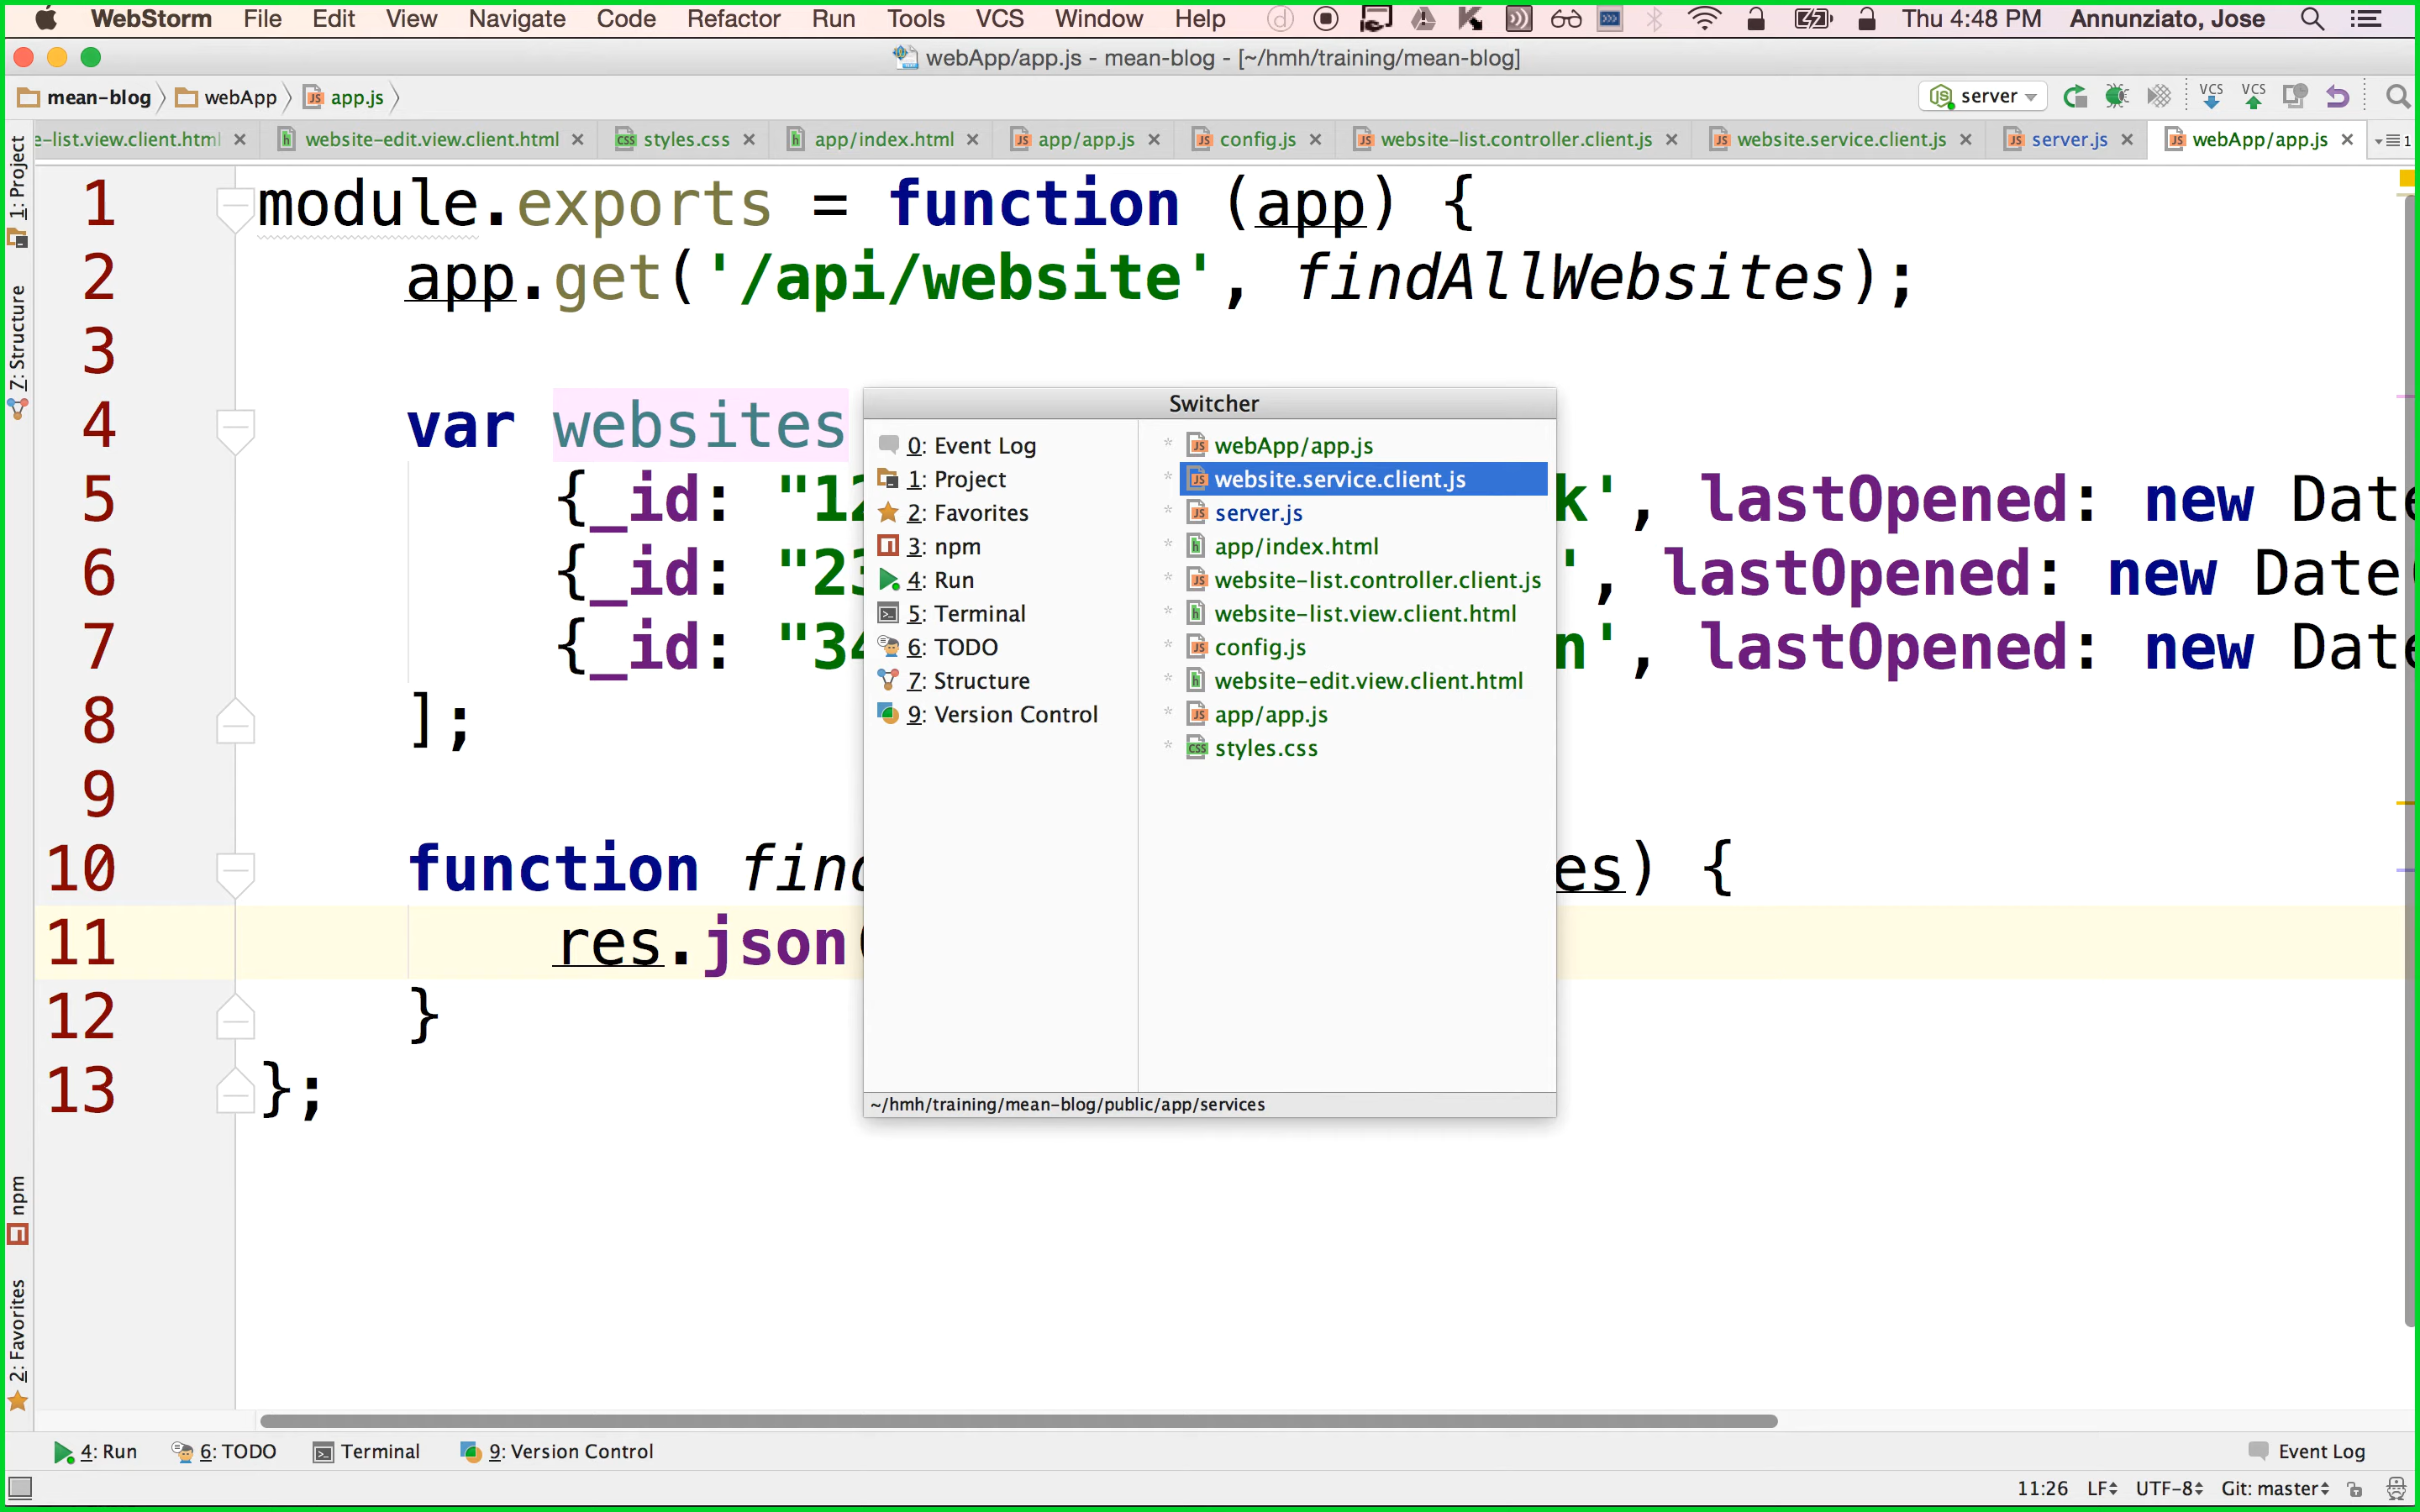 WebStorm File Edit View Navigate Code Refactor Run Tools VCS Window Help Thu 4:48 PM Annunziato, Jose
webApp/app.js - mean-blog - [~/hmh/training/mean-blog]
mean-blog webApp app.js server VCS VCS
e-list.view.client.html website-edit.view.client.html styles.css app/index.html app/app.js config.js website-list.controller.client.js website.service.client.js server.js webApp/app.js 1
1: Project
7: Structure
npm
2: Favorites
1 module.exports = function (app) {
2 app.get('/api/website', findAllWebsites);
3
4 var websites
5 {_id: "12 k', lastOpened: new Date
6 {_id: "23 ', lastOpened: new Date
7 {_id: "34 n', lastOpened: new Date
8 ];
9
10 function find es) {
11 res.json(
12 }
13 };
Switcher
0: Event Log
1: Project
2: Favorites
3: npm
4: Run
5: Terminal
6: TODO
7: Structure
9: Version Control
* webApp/app.js
* website.service.client.js
* server.js
* app/index.html
* website-list.controller.client.js
* website-list.view.client.html
* config.js
* website-edit.view.client.html
* app/app.js
* styles.css
~/hmh/training/mean-blog/public/app/services
4: Run 6: TODO Terminal 9: Version Control Event Log
11:26 LF UTF-8 Git: master